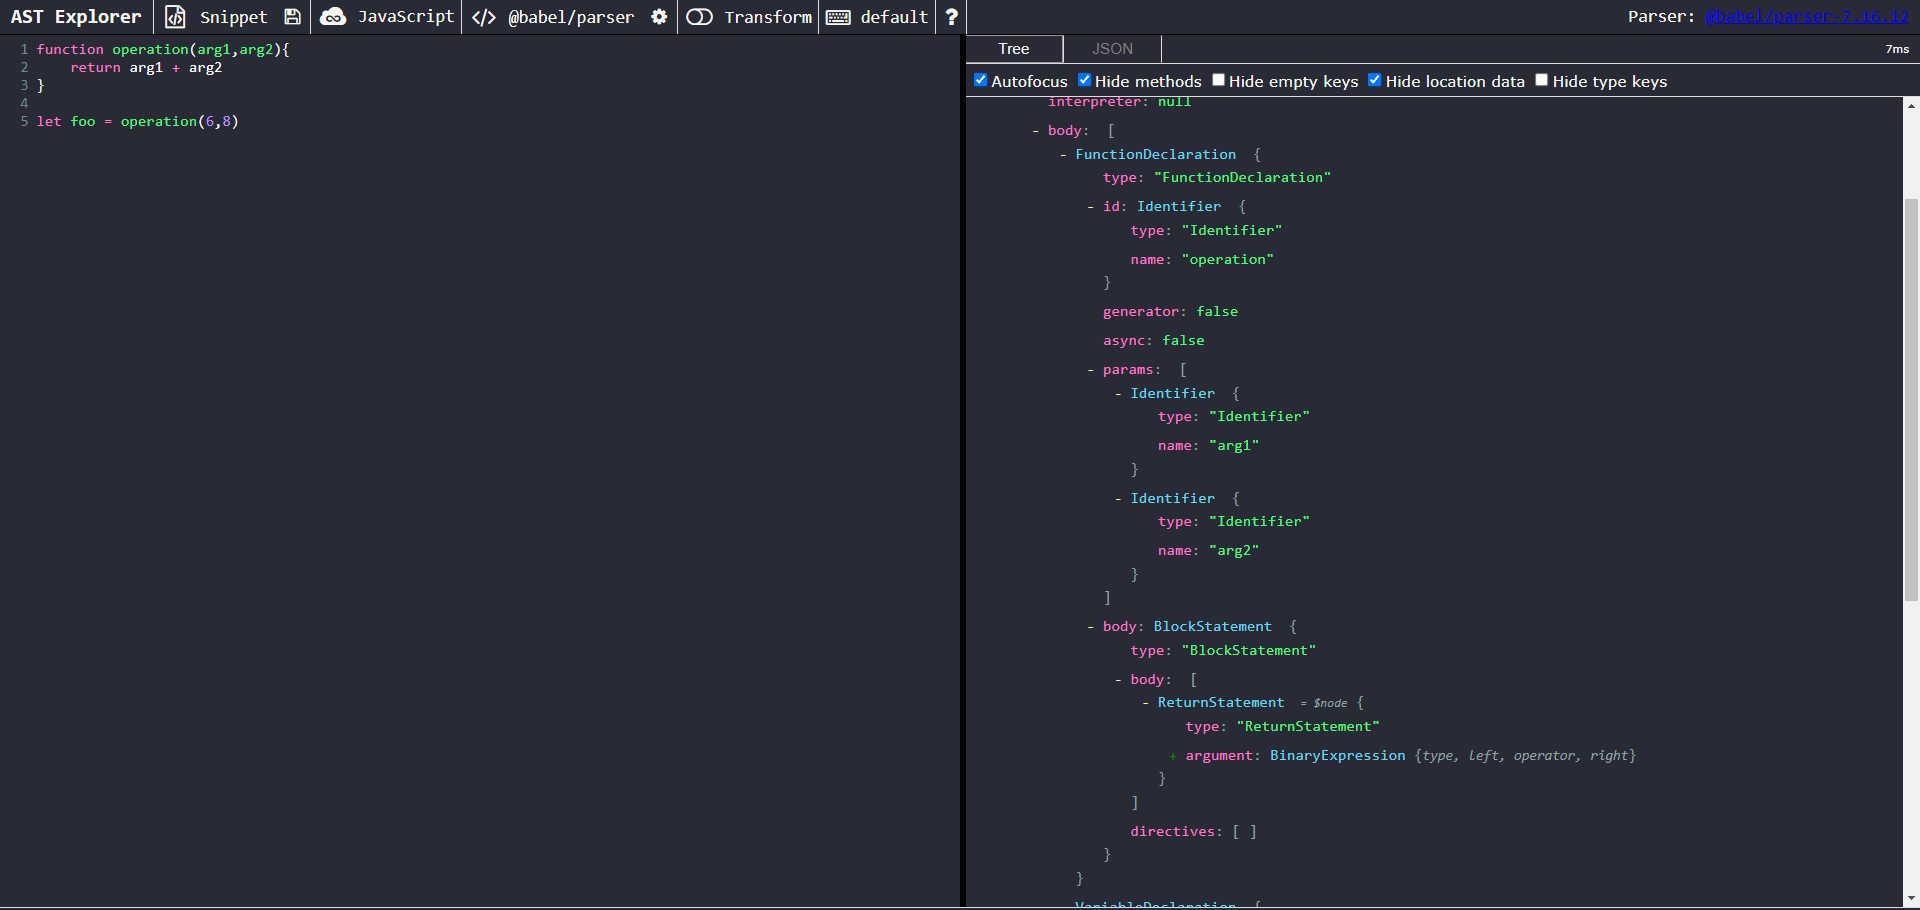 AST Explorer Snippet JavaScript </> @babel/parser Transform default ? Parser: @babel/parser-7.16.12
1 function operation(arg1,arg2){
2 return arg1 + arg2
3 }
4
5 let foo = operation(6,8)
Tree JSON 7ms
Autofocus Hide methods Hide empty keys Hide location data Hide type keys
interpreter: null
- body: [
- FunctionDeclaration {
type: "FunctionDeclaration"
- id: Identifier {
type: "Identifier"
name: "operation"
}
generator: false
async: false
- params: [
- Identifier {
type: "Identifier"
name: "arg1"
}
- Identifier {
type: "Identifier"
name: "arg2"
}
]
- body: BlockStatement {
type: "BlockStatement"
- body: [
- ReturnStatement = $node {
type: "ReturnStatement"
+ argument: BinaryExpression {type, left, operator, right}
}
]
directives: [ ]
}
}
VariableDeclaration {